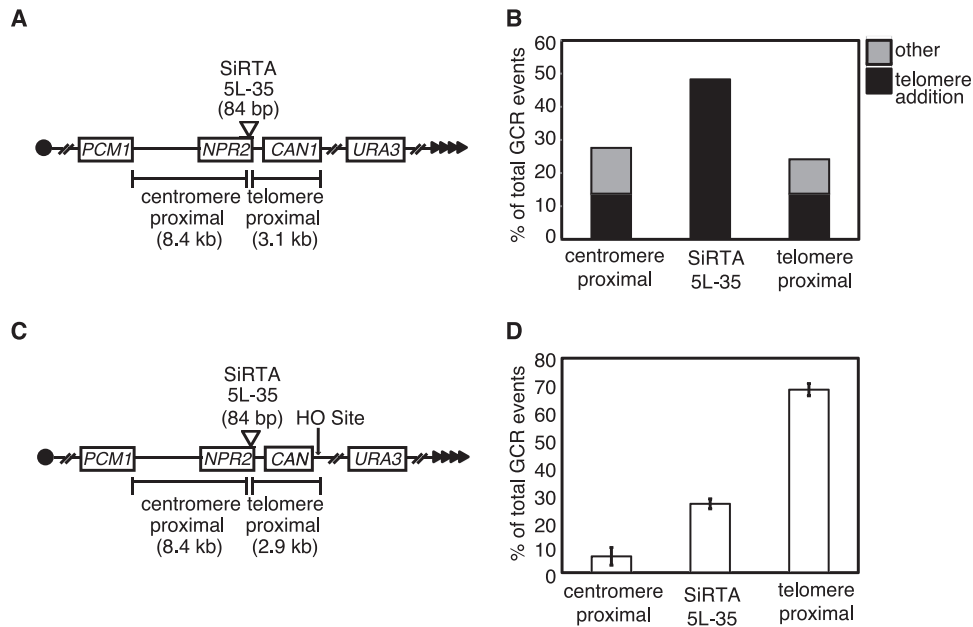 A
SiRTA
5L-35
(84 bp)
PCM1
NPR2
CAN1
URA3
centromere
proximal
(8.4 kb)
telomere
proximal
(3.1 kb)
B
% of total GCR events
60
50
40
30
20
10
0
centromere
proximal
SiRTA
5L-35
telomere
proximal
other
telomere
addition
C
SiRTA
5L-35
(84 bp)
HO Site
PCM1
NPR2
CAN
URA3
centromere
proximal
(8.4 kb)
telomere
proximal
(2.9 kb)
D
% of total GCR events
80
70
60
50
40
30
20
10
0
centromere
proximal
SiRTA
5L-35
telomere
proximal